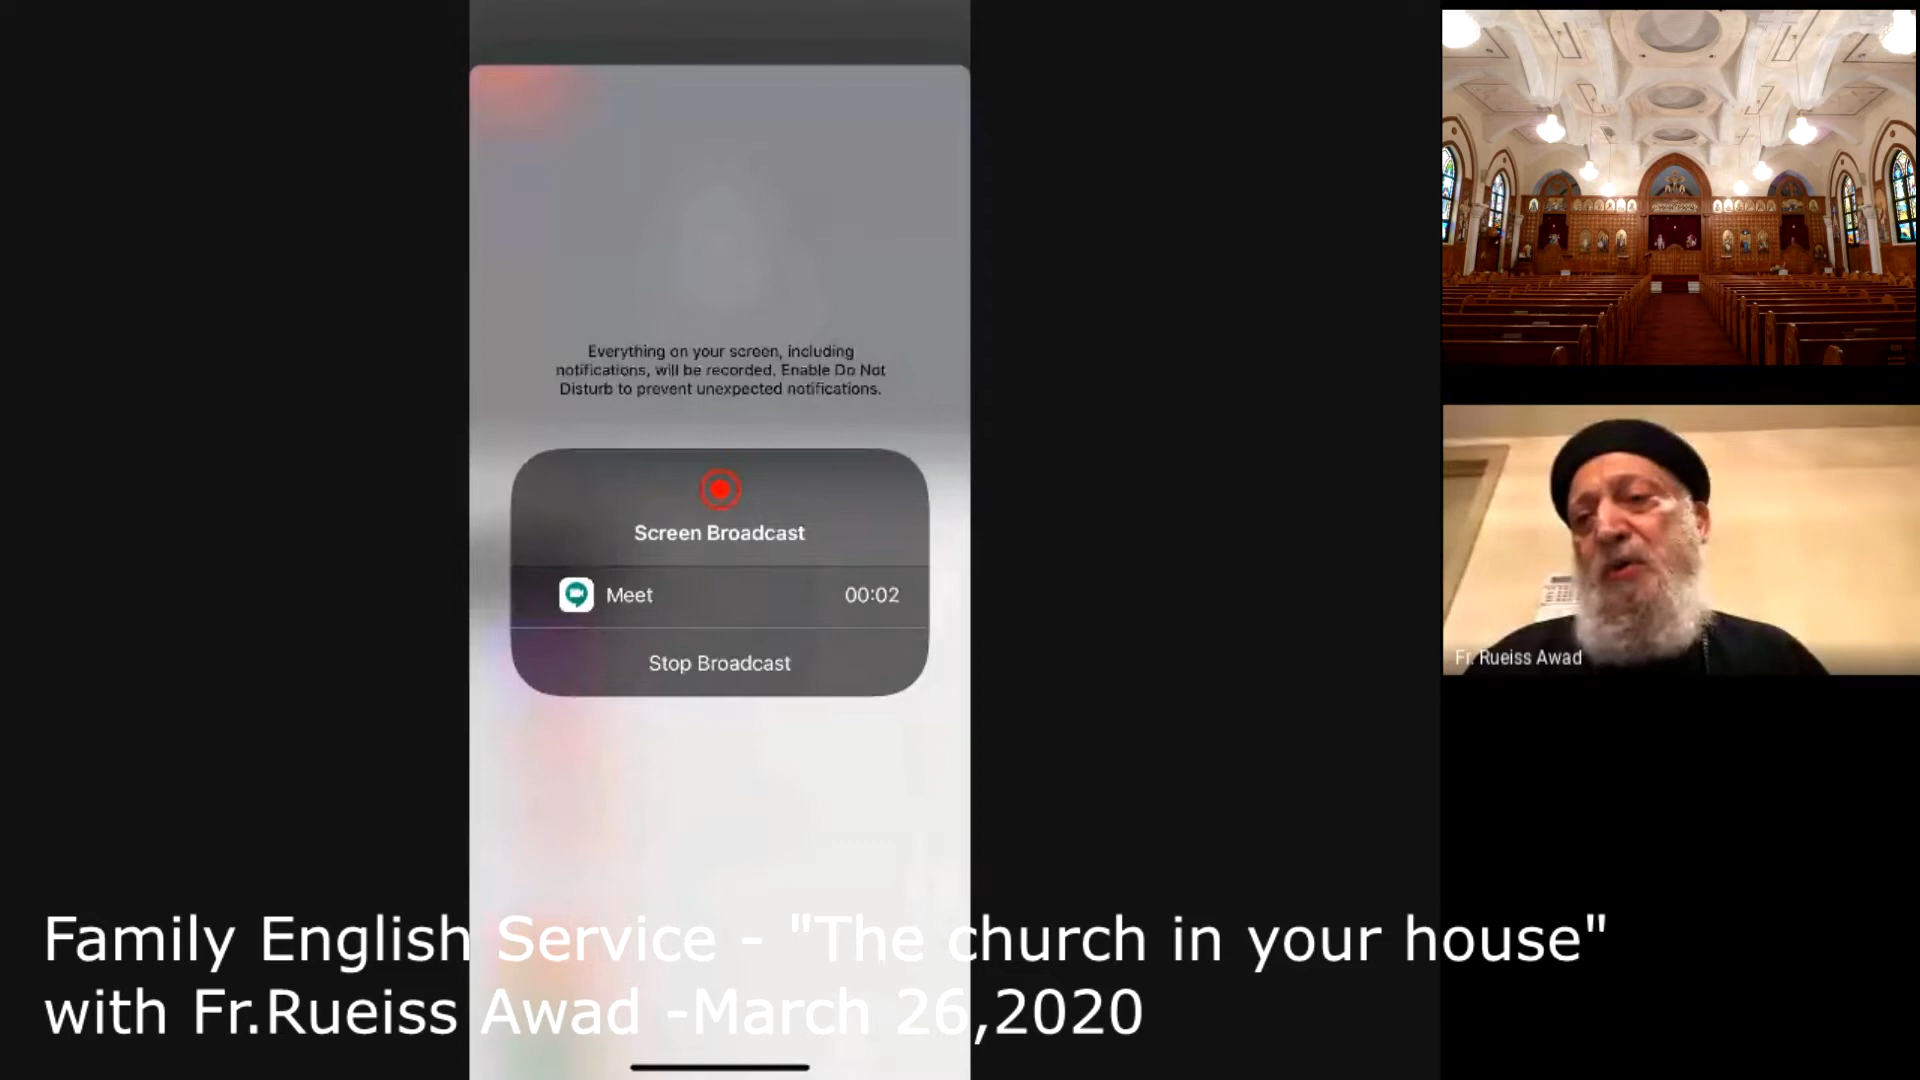 Everything on your screen, including
notifications, will be recorded. Enable Do Not
Disturb to prevent unexpected notifications.
Screen Broadcast
Meet 00:02
Stop Broadcast
Fr. Rueiss Awad
Family English Service - "The church in your house"
with Fr.Rueiss Awad -March 26,2020